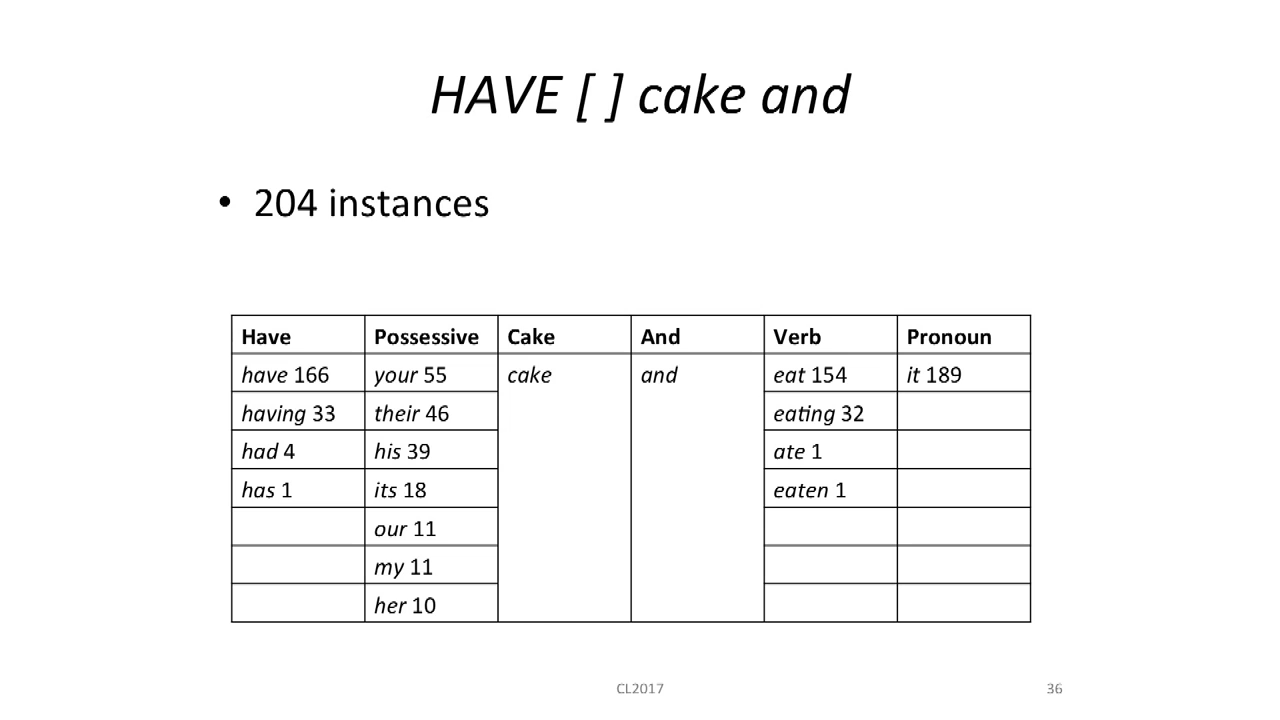 HAVE [ ] cake and
• 204 instances
Have Possessive Cake And Verb Pronoun
have 166 your 55 cake and eat 154 it 189
having 33 their 46 eating 32
had 4 his 39 ate 1
has 1 its 18 eaten 1
our 11
my 11
her 10
CL2017 36